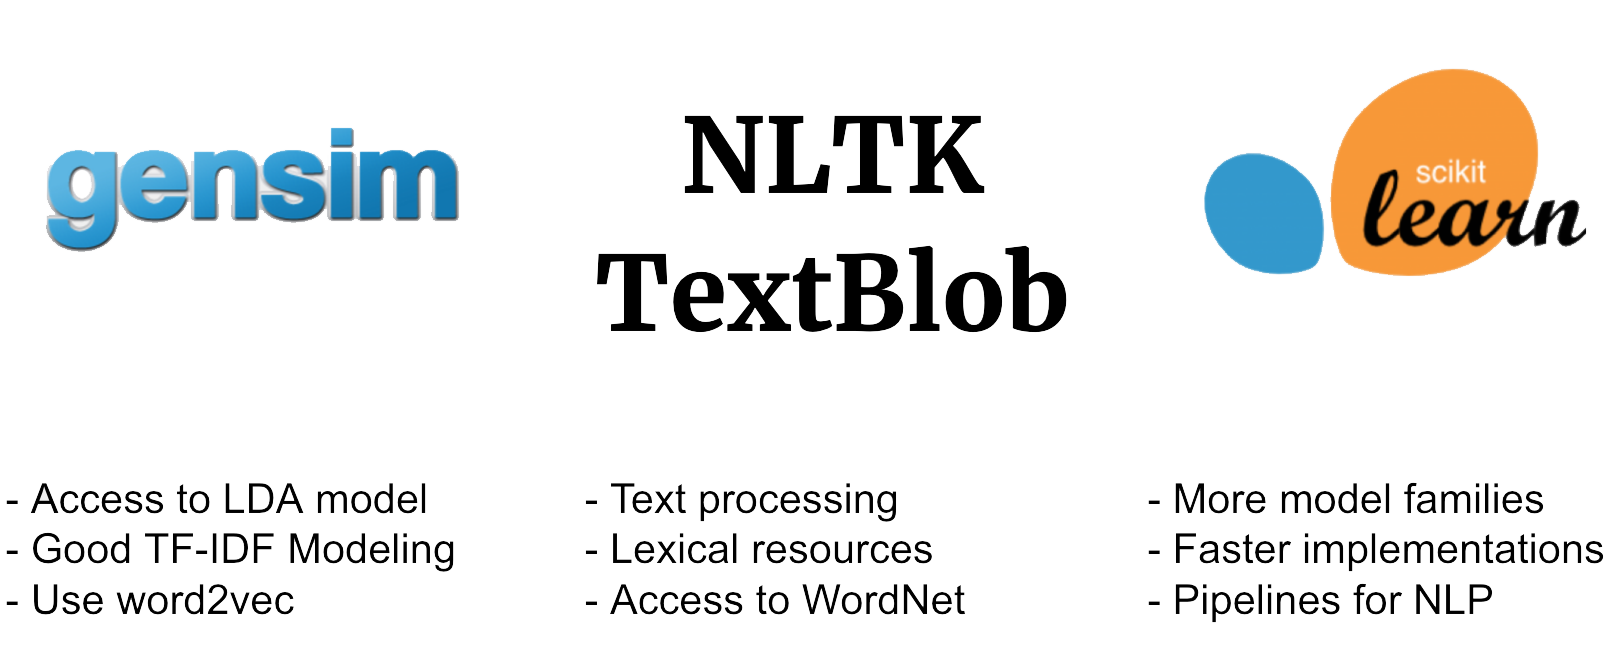 gensim
NLTK
TextBlob
scikit
learn
- Access to LDA model
- Good TF-IDF Modeling
- Use word2vec
- Text processing
- Lexical resources
- Access to WordNet
- More model families
- Faster implementations
- Pipelines for NLP